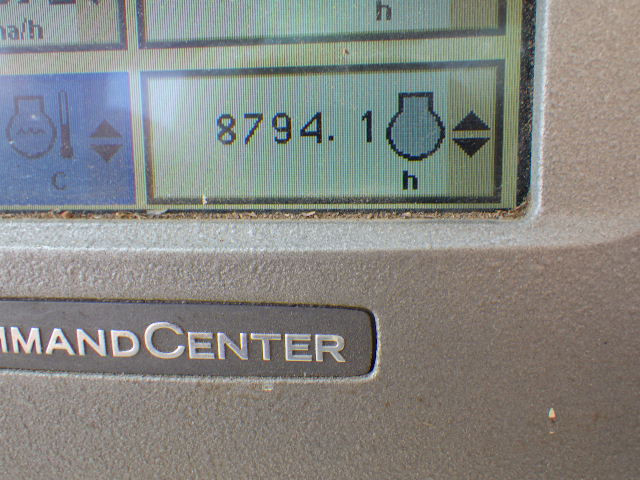 h
ha/h
8794.1
C
h
MMANDCENTER